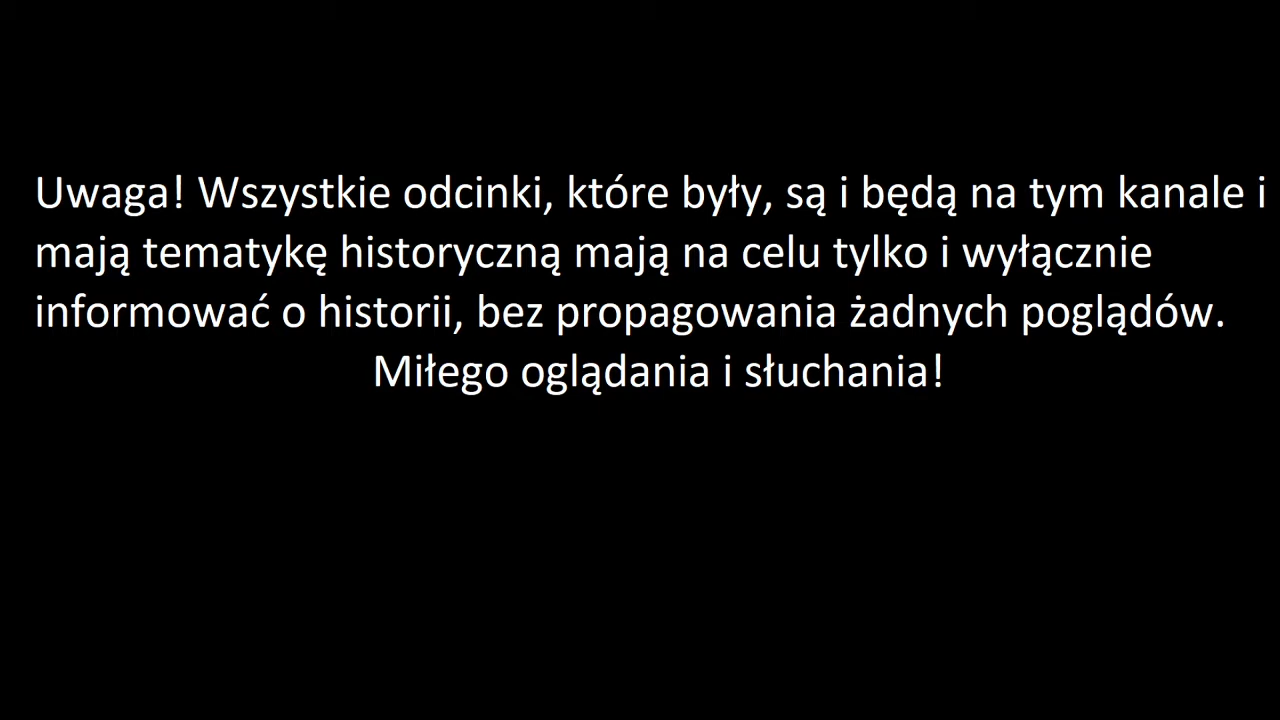 Uwaga! Wszystkie odcinki, które były, są i będą na tym kanale i
mają tematykę historyczną mają na celu tylko i wyłącznie
informować o historii, bez propagowania żadnych poglądów.
Miłego oglądania i słuchania!